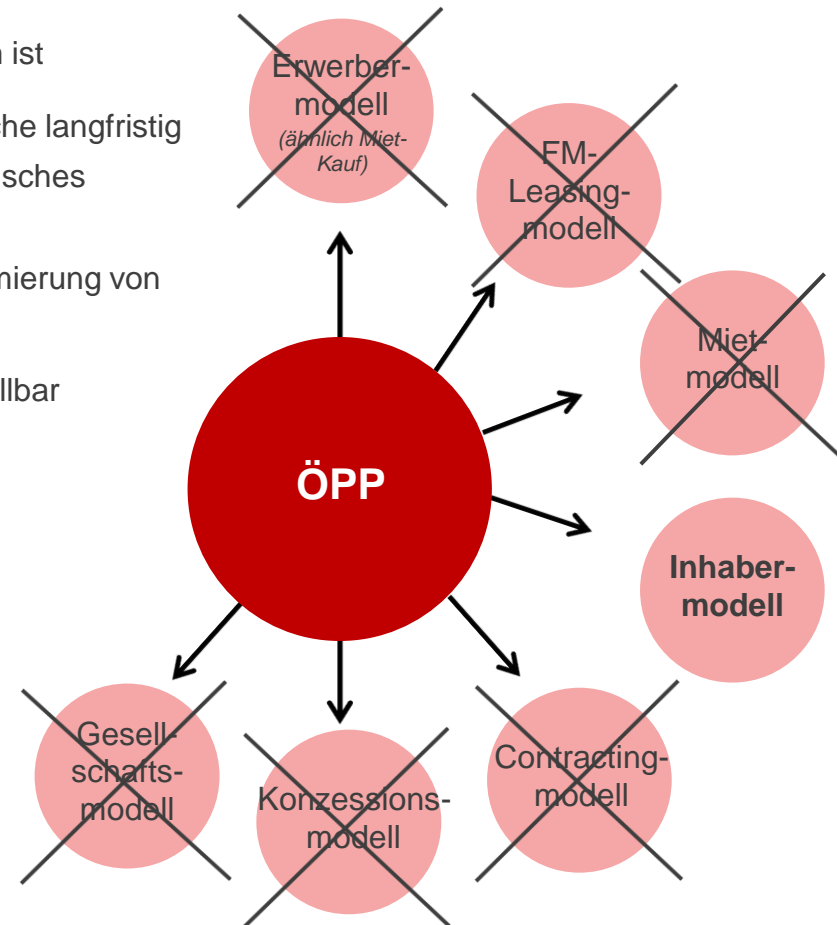 ist
che langfristig
isches
mierung von
llbar
Erwerber-
modell
(ähnlich Miet-
Kauf)
FM-
Leasing-
modell
Miet-
modell
ÖPP
Inhaber-
modell
Contracting-
modell
Konzessions-
modell
Gesell-
schafts-
modell